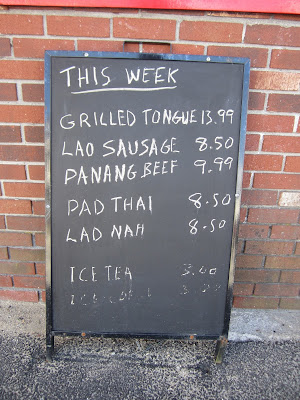 THIS WEEK
GRILLED TONGUE 13.99
LAO SAUSAGE 8.50
PANANG BEEF 9.99
PAD THAI 8.50
LAD NAH 8.50
ICE TEA 3.00